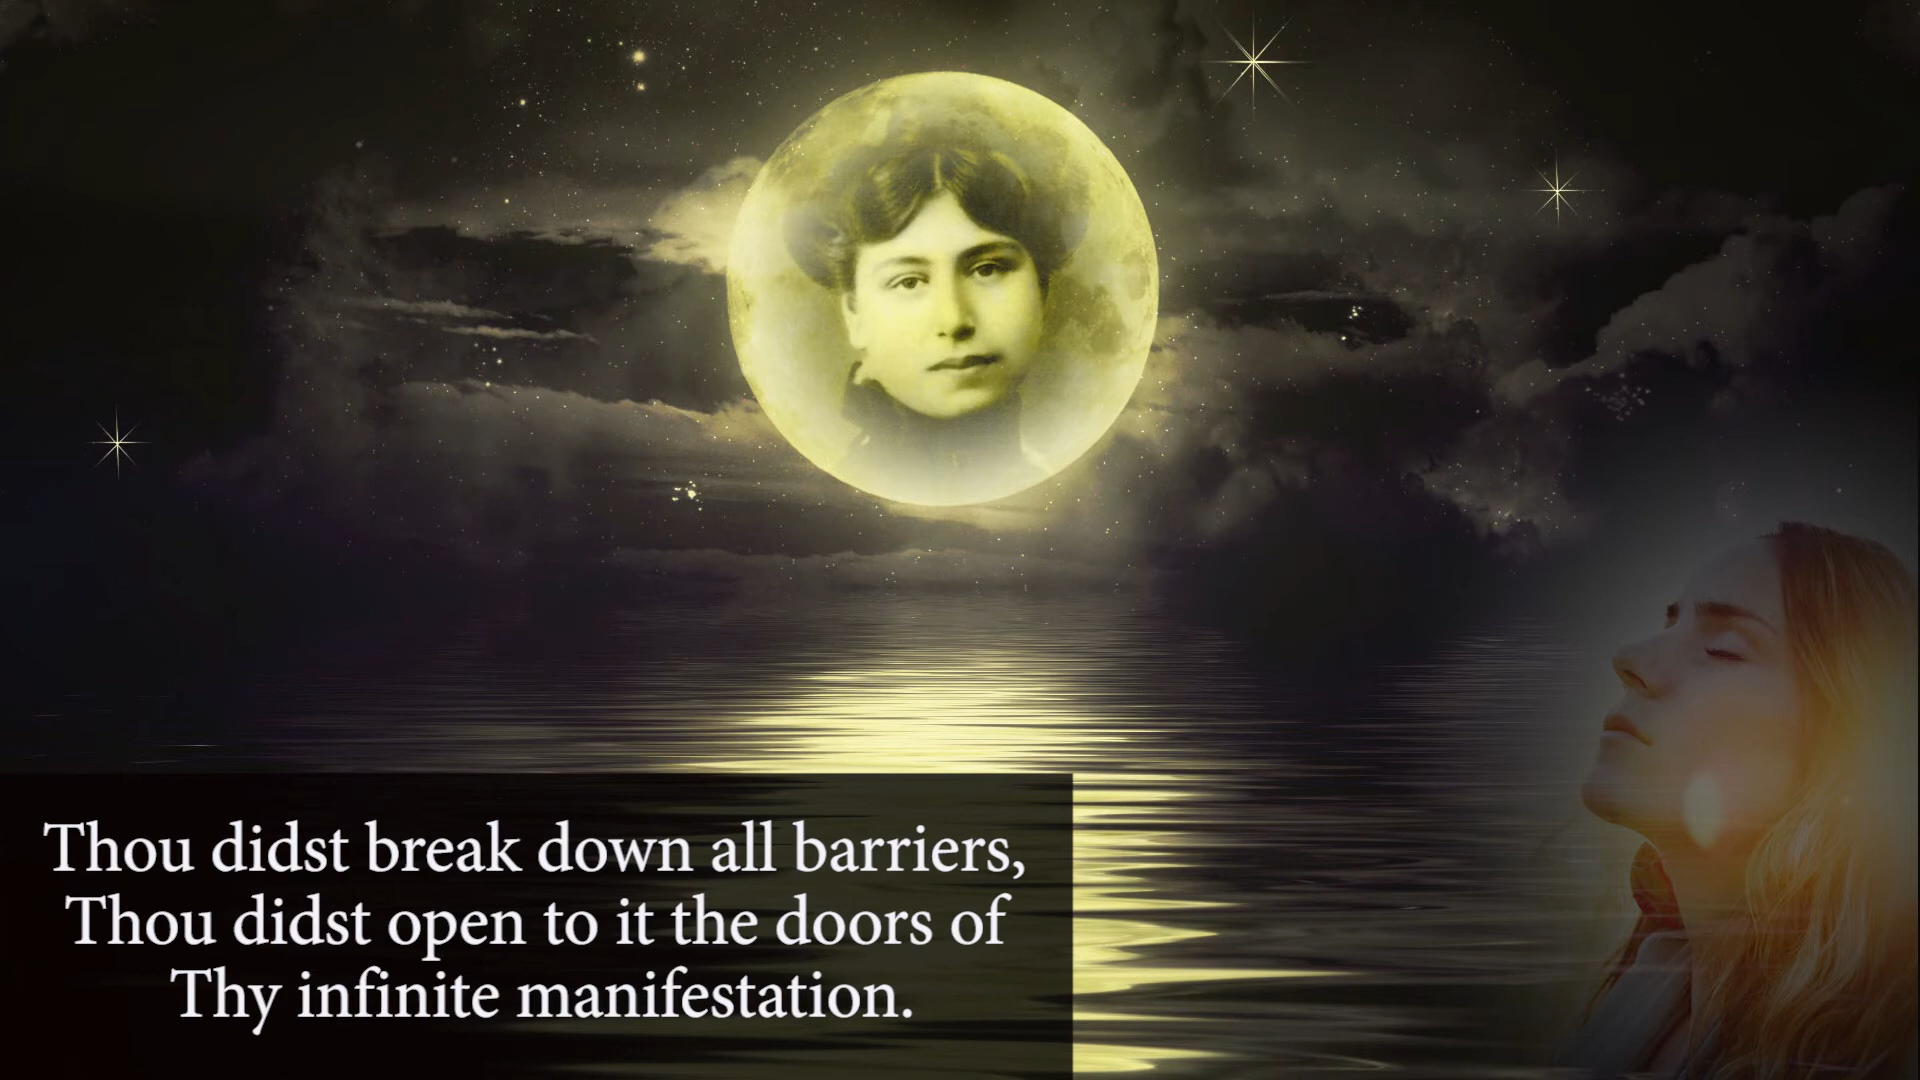 Thou didst break down all barriers,
Thou didst open to it the doors of
Thy infinite manifestation.